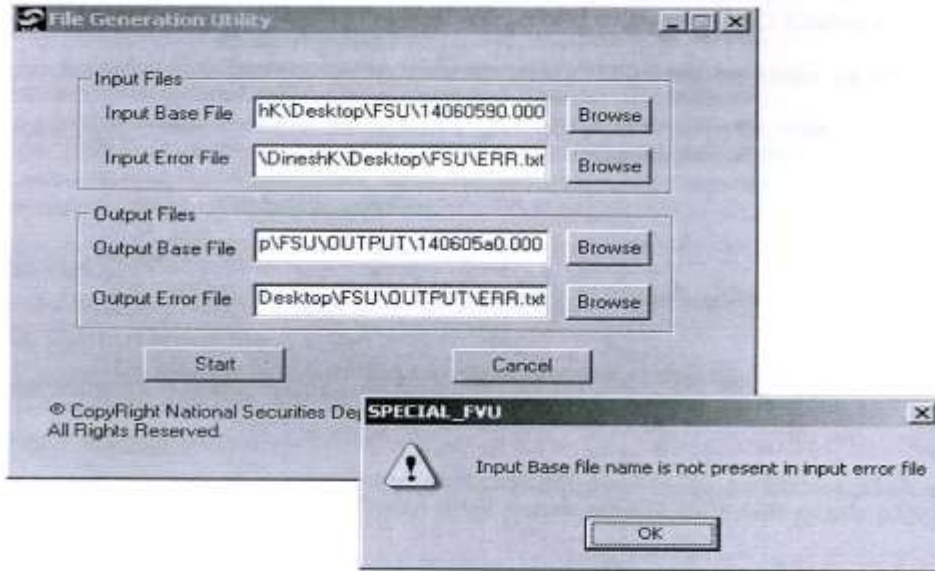 File Generation Utility
Input Files
Input Base File hK\Desktop\FSU\14060590.000 Browse
Input Error File \DineshK\Desktop\FSU\ERR.txt Browse
Output Files
Output Base File p\FSU\OUTPUT\140605a0.000 Browse
Output Error File Desktop\FSU\OUTPUT\ERR.txt Browse
Start Cancel
© CopyRight National Securities Dep
All Rights Reserved.
SPECIAL_FVU
Input Base file name is not present in input error file
OK